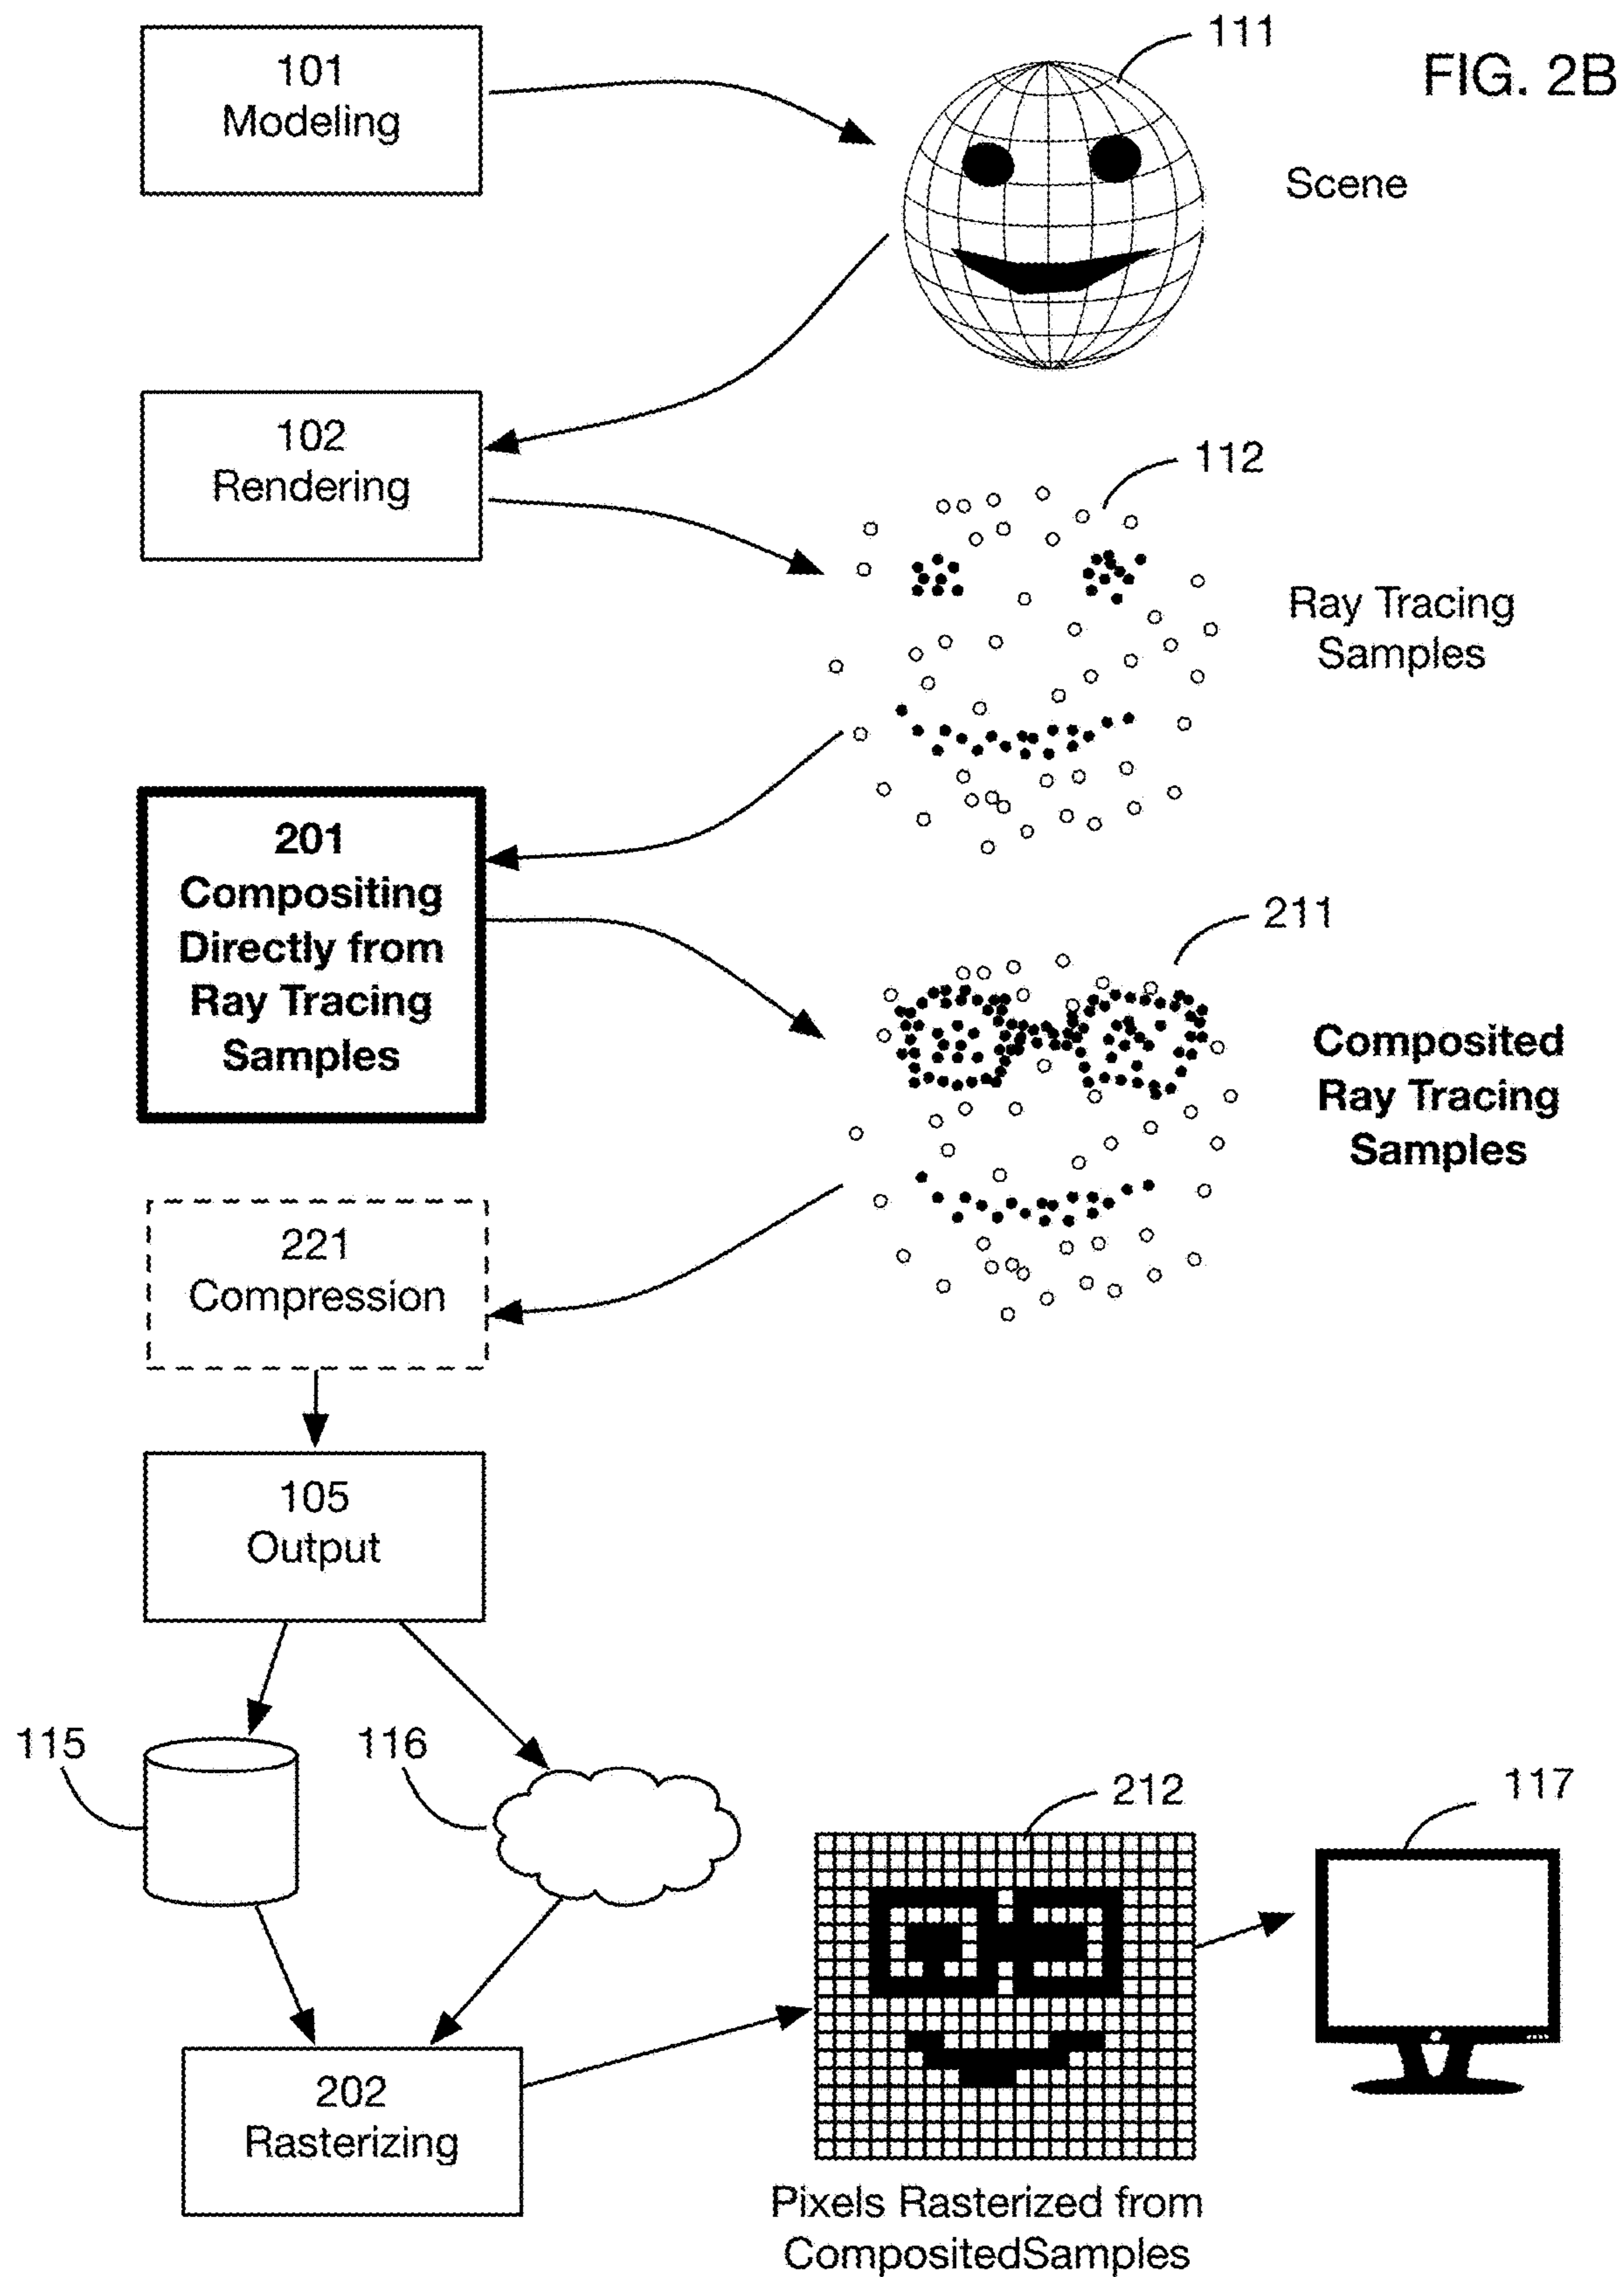 111
FIG. 2B
101
Modeling
Scene
102
Rendering
112
Ray Tracing
Samples
201
Compositing
Directly from
Ray Tracing
Samples
211
Composited
Ray Tracing
Samples
221
Compression
105
Output
115
116
212
117
202
Rasterizing
Pixels Rasterized from
CompositedSamples